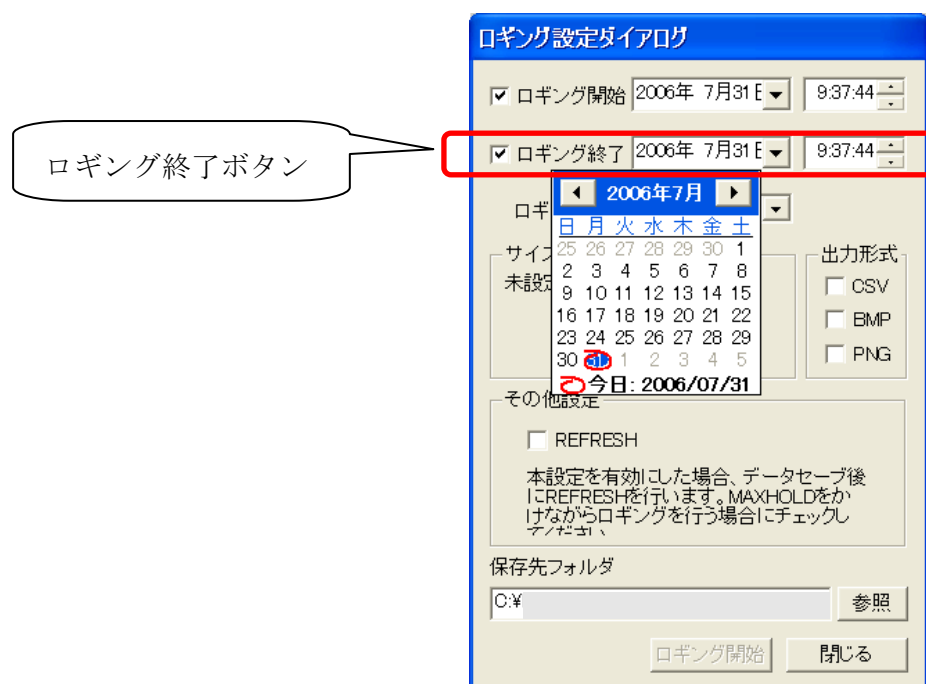 ロギング設定ダイアログ
ロギング開始 2006年 7月31日 9:37:44
ロギング終了ボタン
ロギング終了 2006年 7月31日 9:37:44
2006年7月
ロギ
日 月 火 水 木 金 土
サイズ
25 26 27 28 29 30 1
出力形式
2 3 4 5 6 7 8
未設定
CSV
9 10 11 12 13 14 15
16 17 18 19 20 21 22
BMP
23 24 25 26 27 28 29
30 31 1 2 3 4 5
PNG
今日: 2006/07/31
その他設定
REFRESH
本設定を有効にした場合、データセーブ後
にREFRESHを行います。MAXHOLDをか
けながらロギングを行う場合にチェックし
てください
保存先フォルダ
C:¥
参照
ロギング開始 閉じる